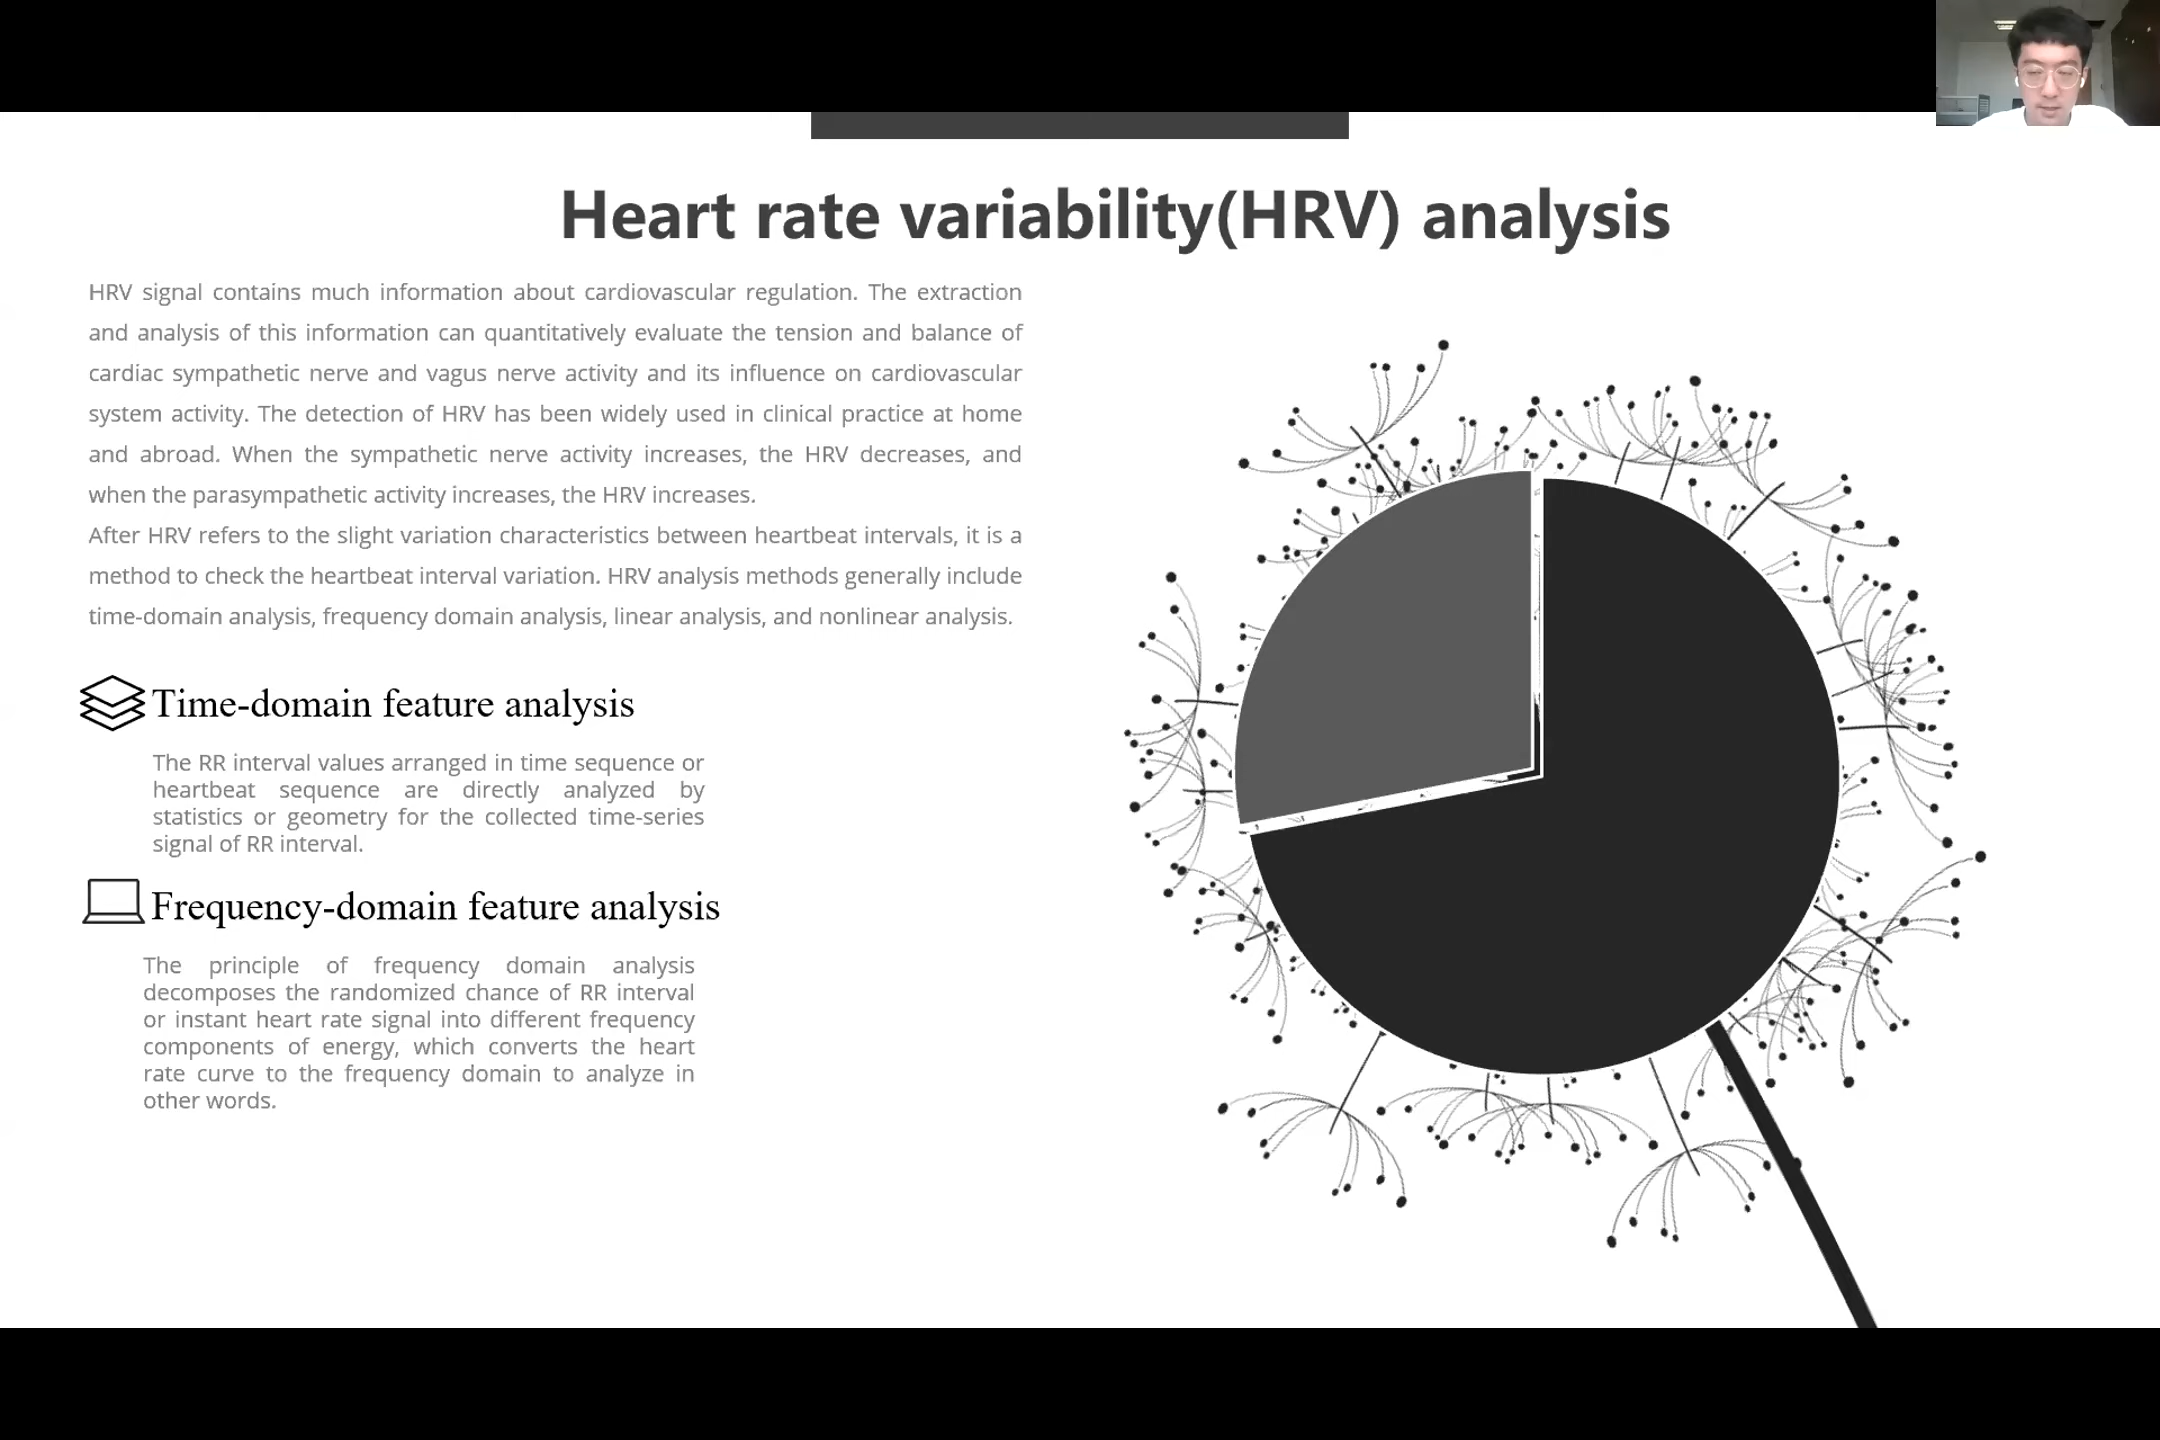 Heart rate variability(HRV) analysis
HRV signal contains much information about cardiovascular regulation. The extraction
and analysis of this information can quantitatively evaluate the tension and balance of
cardiac sympathetic nerve and vagus nerve activity and its influence on cardiovascular
system activity. The detection of HRV has been widely used in clinical practice at home
and abroad. When the sympathetic nerve activity increases, the HRV decreases, and
when the parasympathetic activity increases, the HRV increases.
After HRV refers to the slight variation characteristics between heartbeat intervals, it is a
method to check the heartbeat interval variation. HRV analysis methods generally include
time-domain analysis, frequency domain analysis, linear analysis, and nonlinear analysis.
Time-domain feature analysis
The RR interval values arranged in time sequence or
heartbeat sequence are directly analyzed by
statistics or geometry for the collected time-series
signal of RR interval.
Frequency-domain feature analysis
The principle of frequency domain analysis
decomposes the randomized chance of RR interval
or instant heart rate signal into different frequency
components of energy, which converts the heart
rate curve to the frequency domain to analyze in
other words.